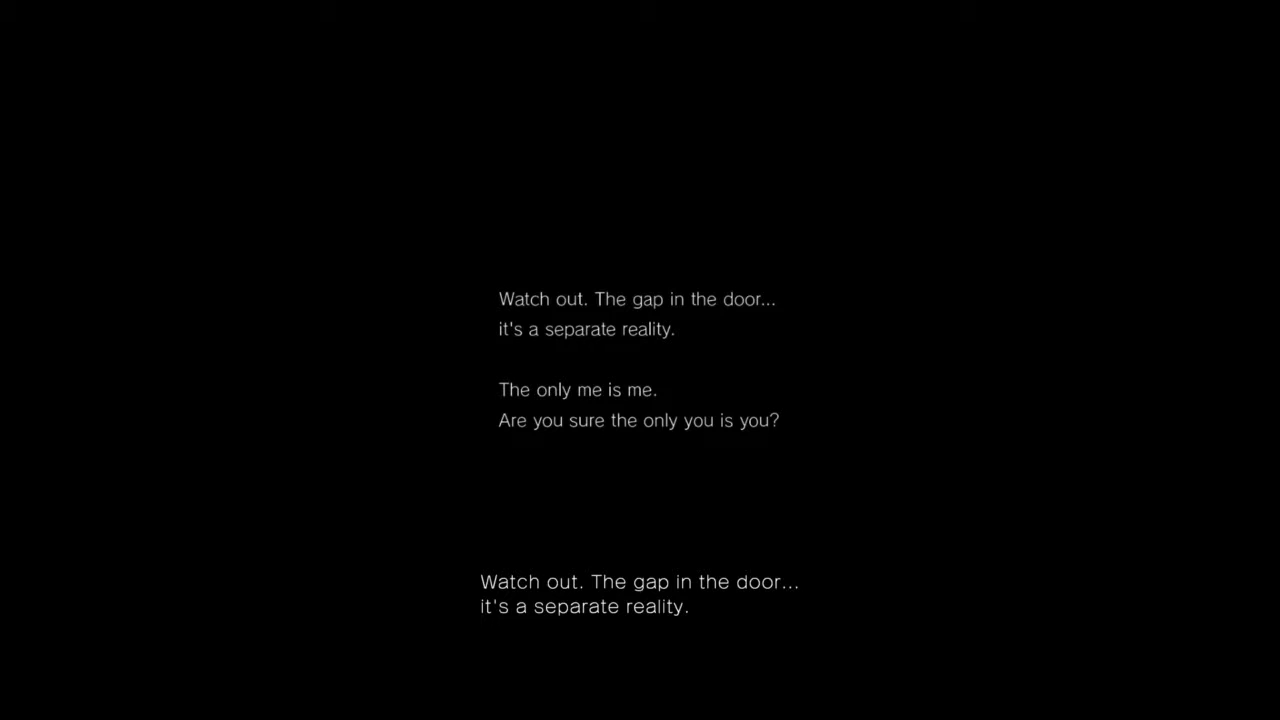 Watch out. The gap in the door...
it's a separate reality.
The only me is me.
Are you sure the only you is you?
Watch out. The gap in the door...
it's a separate reality.